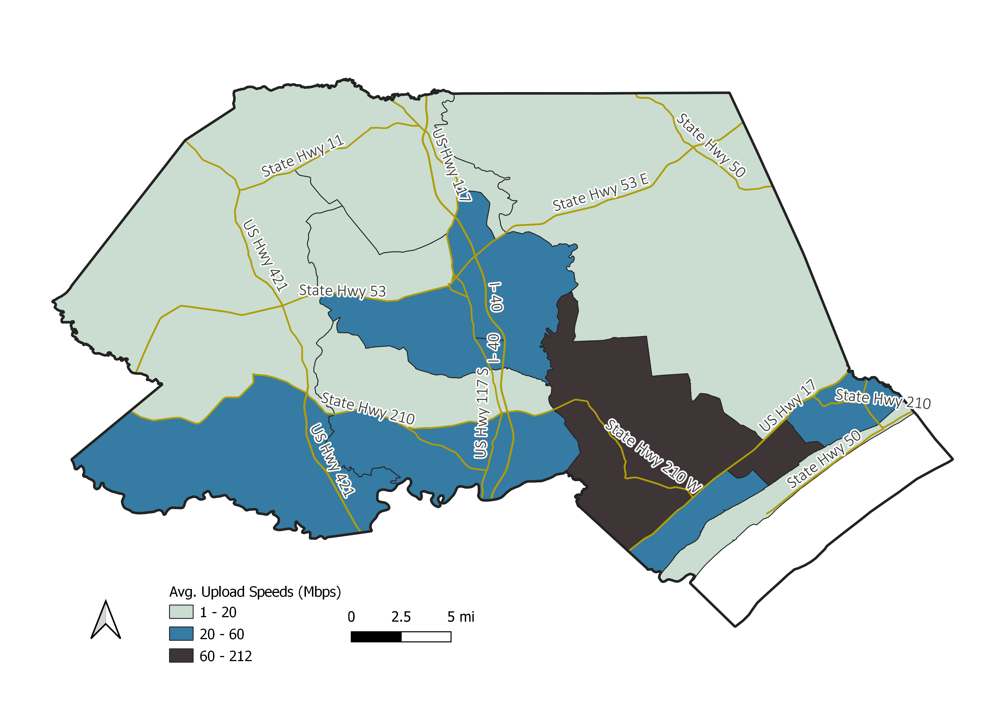 State Hwy 11
US Hwy 117
State Hwy 50
State Hwy 53 E
US Hwy 421
State Hwy 53
I- 40
I- 40
US Hwy 117 S
State Hwy 210
US Hwy 17
State Hwy 210
US Hwy 421
State Hwy 210 W
State Hwy 50
Avg. Upload Speeds (Mbps)
1 - 20
20 - 60
60 - 212
0 2.5 5 mi